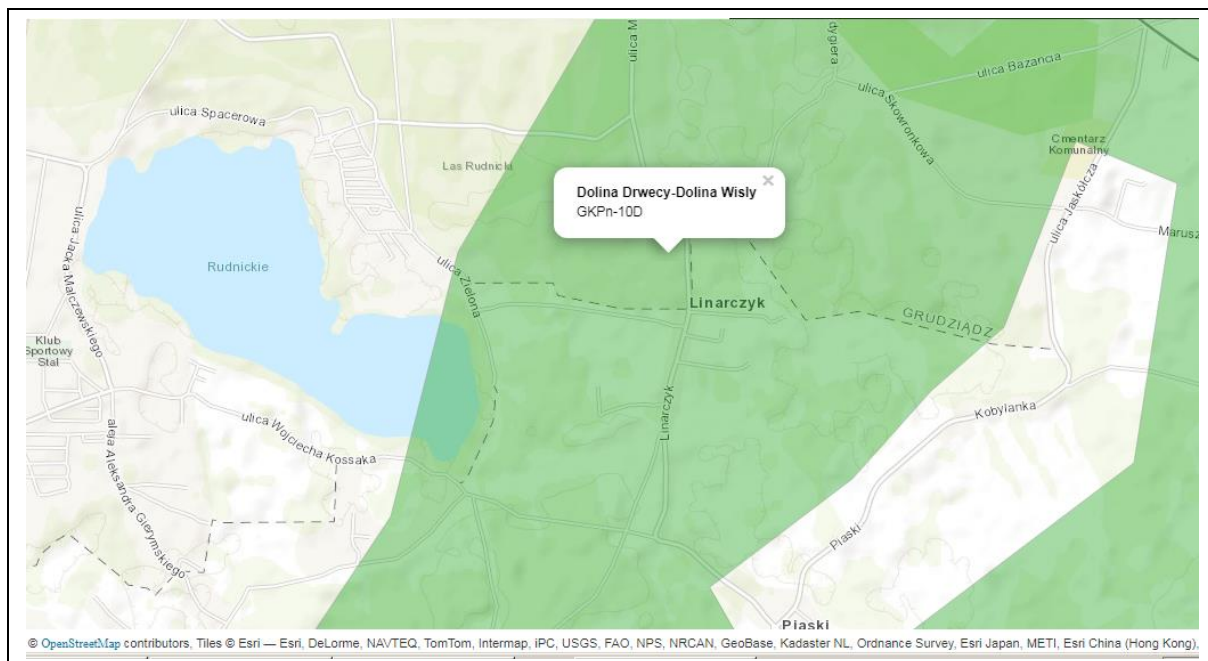 ulica M
dygiera
ulica Bazancia
ulica Skowronkowa
ulica Spacerowa
Cmentarz
Komunalny
Las Rudnicki
Dolina Drwecy-Dolina Wisly
GKPn-10D
×
ulica Jaskółcza
ulica Jacka Malczewskiego
Marusz
Rudnickie
ulica Zielona
Linarczyk
GRUDZIĄDZ
Klub
Sportowy
Stal
Kobylanka
Linarczyk
ulica Wojciecha Kossaka
aleja Aleksandra Gierymskiego
Piaski
Piaski
© OpenStreetMap contributors, Tiles © Esri — Esri, DeLorme, NAVTEQ, TomTom, Intermap, iPC, USGS, FAO, NPS, NRCAN, GeoBase, Kadaster NL, Ordnance Survey, Esri Japan, METI, Esri China (Hong Kong),